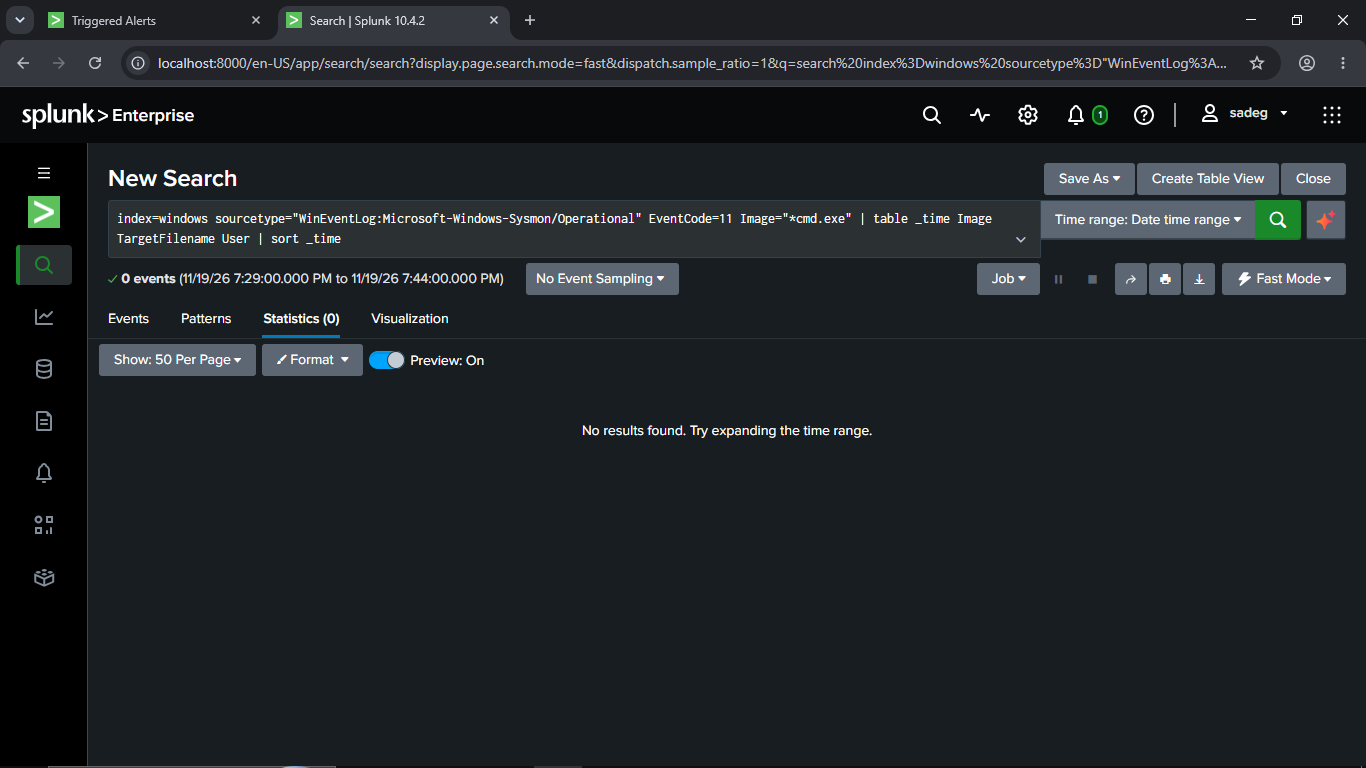 Triggered Alerts
Search | Splunk 10.4.2
localhost:8000/en-US/app/search/search?display.page.search.mode=fast&dispatch.sample_ratio=1&q=search%20index%3Dwindows%20sourcetype%3D"WinEventLog%3A...
splunk> Enterprise
1
sadeg
New Search
Save As
Create Table View
Close
index=windows sourcetype="WinEventLog:Microsoft-Windows-Sysmon/Operational" EventCode=11 Image="*cmd.exe" | table _time Image
TargetFilename User | sort _time
Time range: Date time range
0 events (11/19/26 7:29:00.000 PM to 11/19/26 7:44:00.000 PM)
No Event Sampling
Job
Fast Mode
Events
Patterns
Statistics (0)
Visualization
Show: 50 Per Page
Format
Preview: On
No results found. Try expanding the time range.